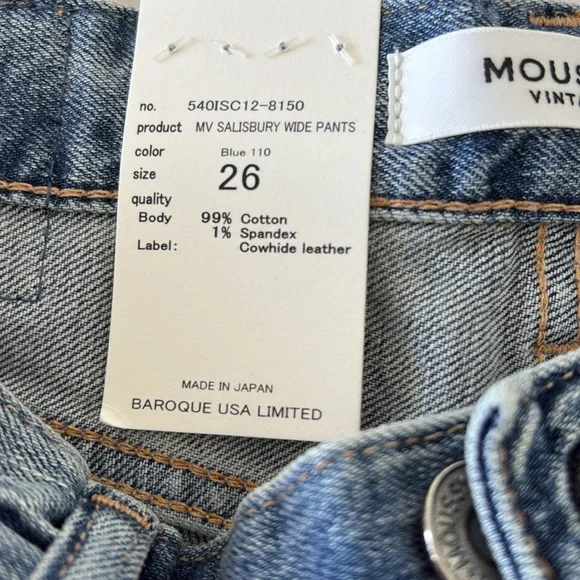 no. 540ISC12-8150
product MV SALISBURY WIDE PANTS
color Blue 110
size 26
quality
Body 99% Cotton
1% Spandex
Label: Cowhide leather
MADE IN JAPAN
BAROQUE USA LIMITED
MOUS
VINTA